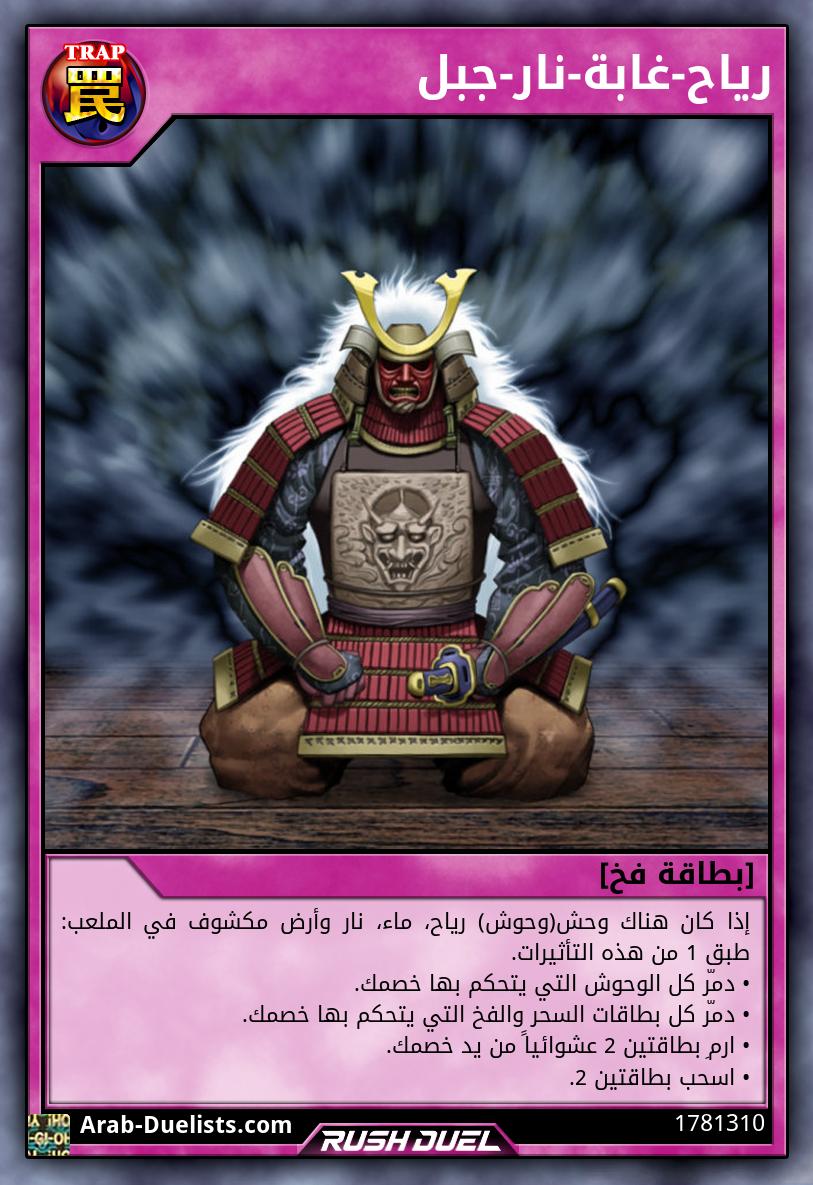 TRAP
罠
رياح-غابة-نار-جبل
[بطاقة فخ]
إذا كان هناك وحش(وحوش) رياح، ماء، نار وأرض مكشوف في الملعب:
طبق 1 من هذه التأثيرات.
• دمرّ كل الوحوش التي يتحكم بها خصمك.
• دمرّ كل بطاقات السحر والفخ التي يتحكم بها خصمك.
• ارمِ بطاقتين 2 عشوائياً من يد خصمك.
• اسحب بطاقتين 2.
Arab-Duelists.com
RUSH DUEL
1781310